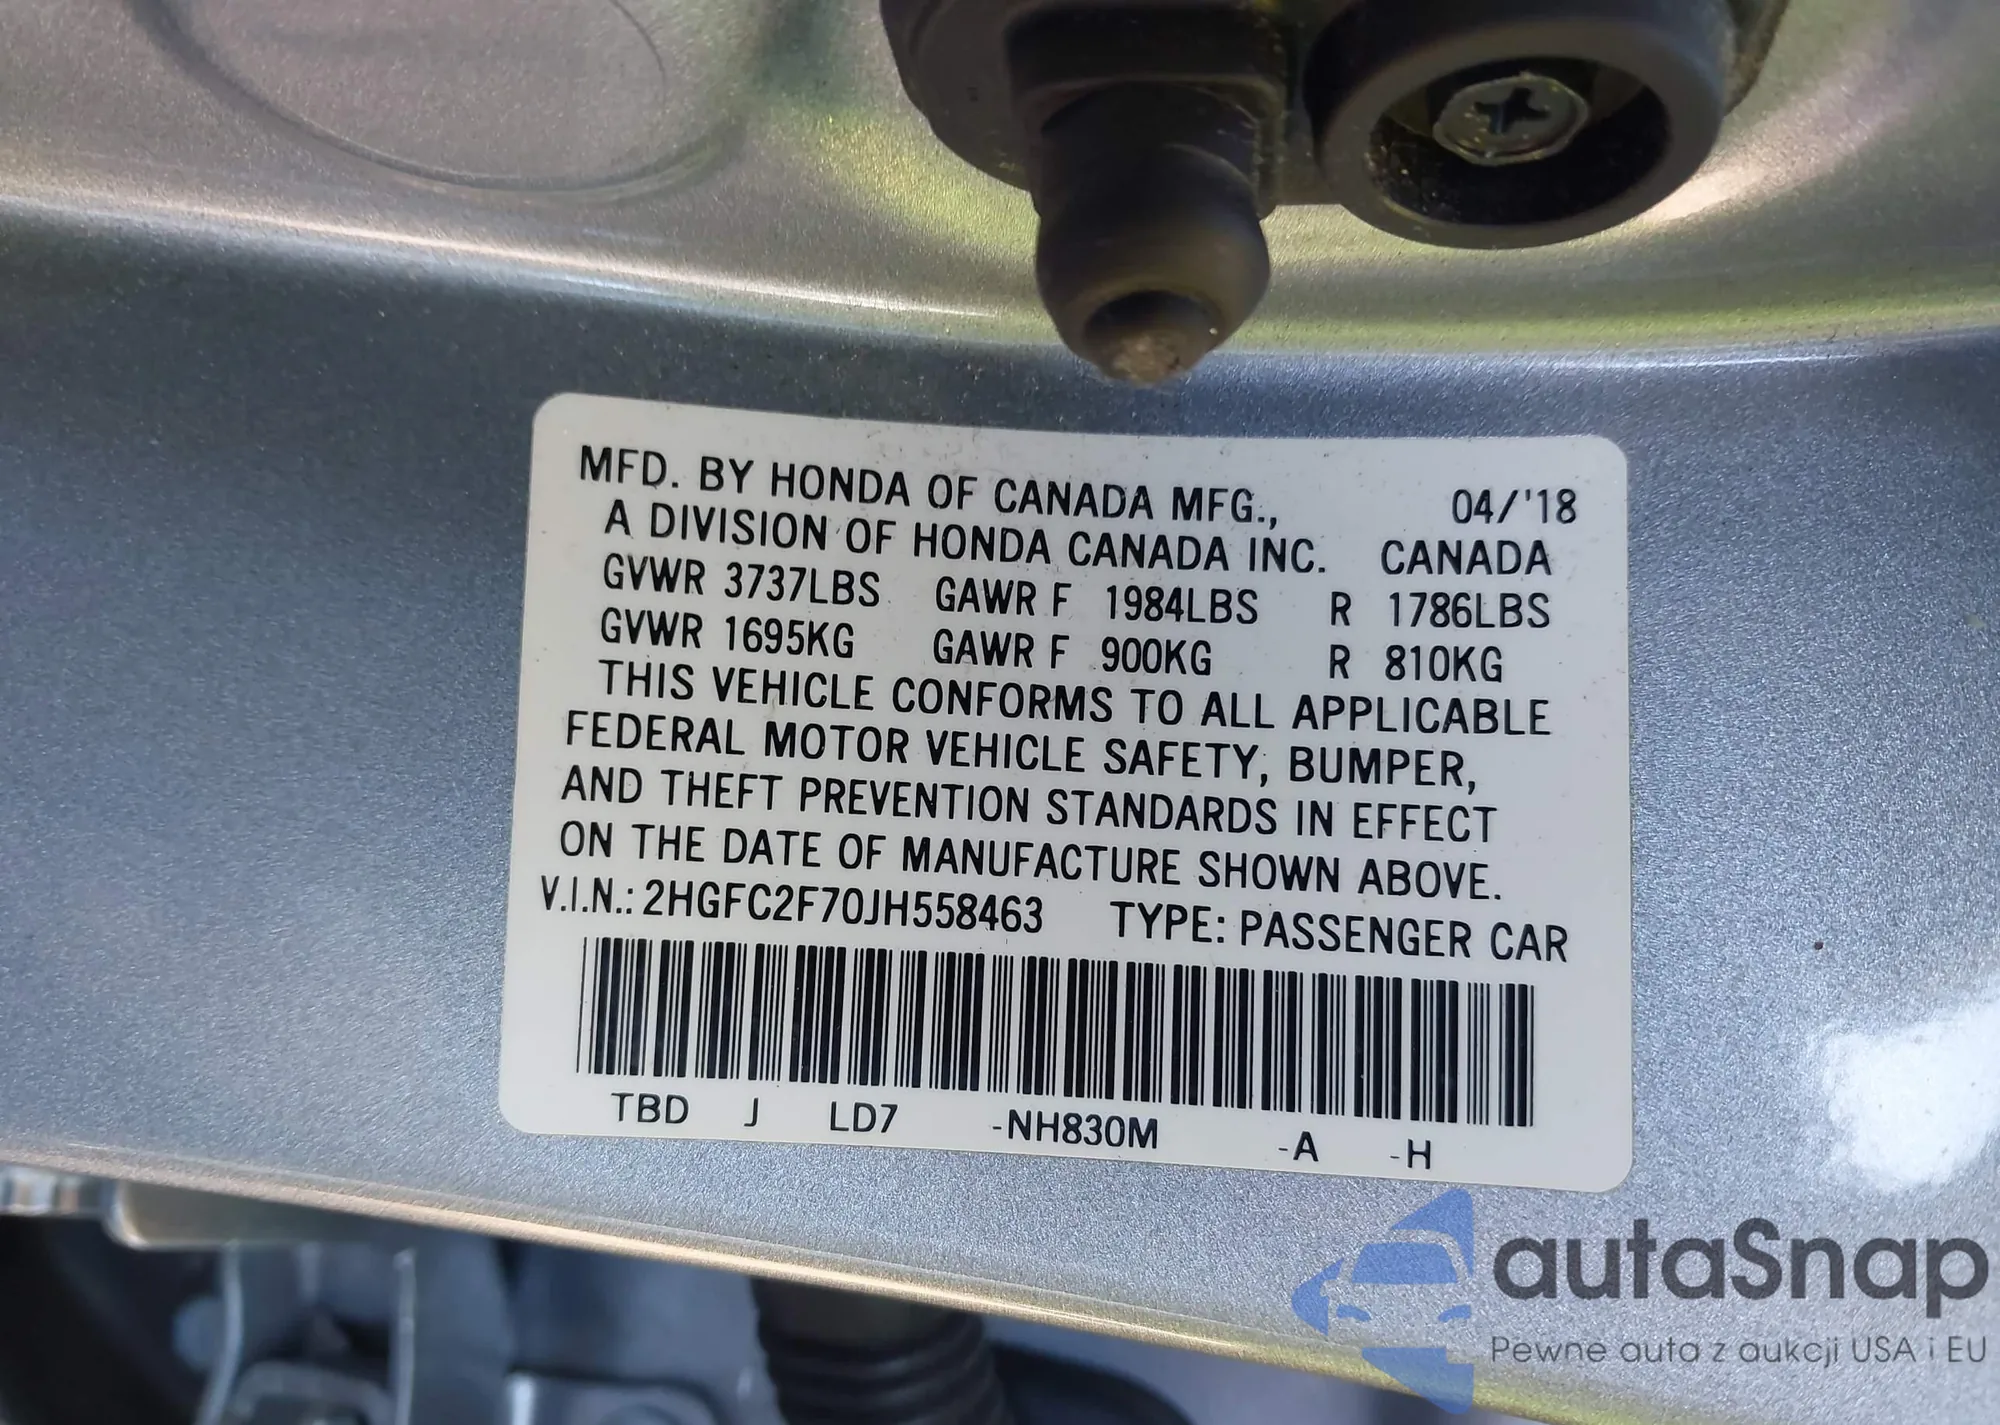 MFD. BY HONDA OF CANADA MFG., 04/'18
A DIVISION OF HONDA CANADA INC. CANADA
GVWR 3737LBS GAWR F 1984LBS R 1786LBS
GVWR 1695KG GAWR F 900KG R 810KG
THIS VEHICLE CONFORMS TO ALL APPLICABLE
FEDERAL MOTOR VEHICLE SAFETY, BUMPER,
AND THEFT PREVENTION STANDARDS IN EFFECT
ON THE DATE OF MANUFACTURE SHOWN ABOVE.
V.I.N.: 2HGFC2F70JH558463 TYPE: PASSENGER CAR
TBD J LD7 -NH830M -A -H
autaSnap
Pewne auta z aukcji USA i EU